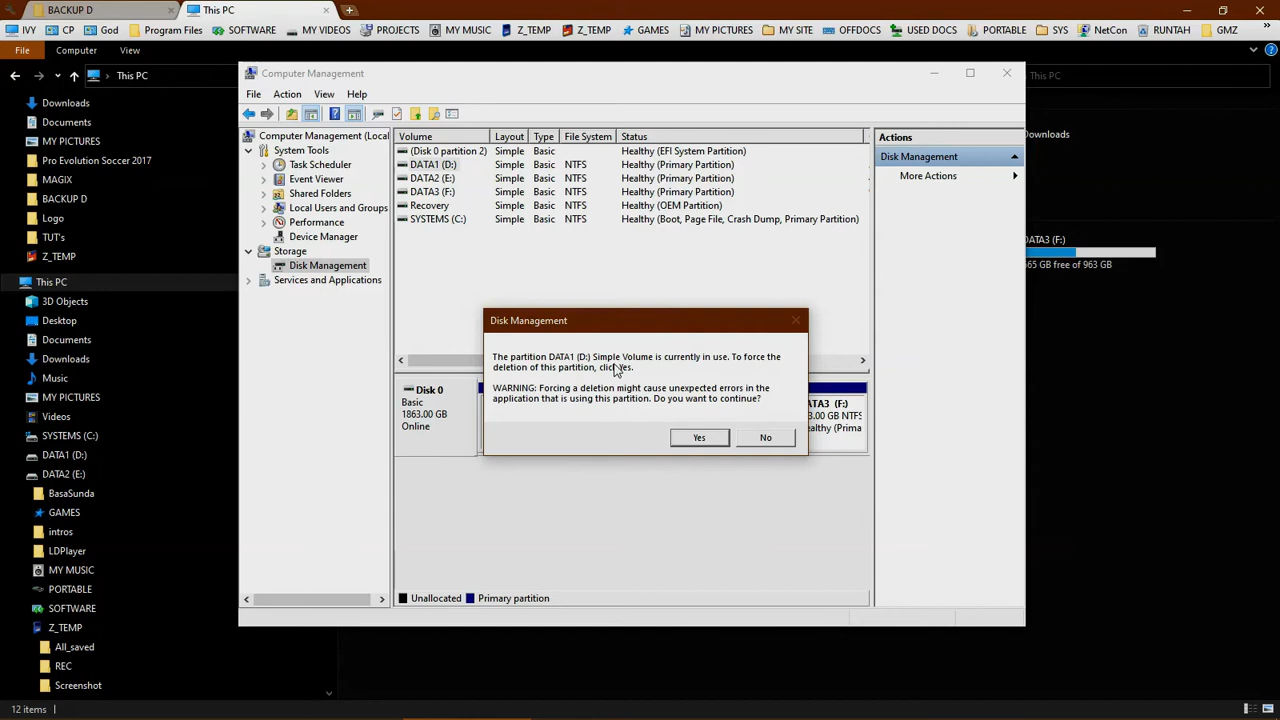 BACKUP D
This PC
IVY
CP
God
Program Files
SOFTWARE
MY VIDEOS
PROJECTS
MY MUSIC
Z_TEMP
Z_TEMP
GAMES
MY PICTURES
MY SITE
OFFDOCS
USED DOCS
PORTABLE
SYS
NetCon
RUNTAH
GMZ
File
Computer
View
This PC
This PC
Downloads
Documents
MY PICTURES
Pro Evolution Soccer 2017
MAGIX
BACKUP D
Logo
TUT's
Z_TEMP
This PC
3D Objects
Desktop
Documents
Downloads
Music
MY PICTURES
Videos
SYSTEMS (C:)
DATA1 (D:)
DATA2 (E:)
BasaSunda
GAMES
intros
LDPlayer
MY MUSIC
PORTABLE
SOFTWARE
Z_TEMP
All_saved
REC
Screenshot
12 items
Computer Management
File Action View Help
Computer Management (Local
System Tools
Task Scheduler
Event Viewer
Shared Folders
Local Users and Groups
Performance
Device Manager
Storage
Disk Management
Services and Applications
Volume Layout Type File System Status
(Disk 0 partition 2) Simple Basic Healthy (EFI System Partition)
DATA1 (D:) Simple Basic NTFS Healthy (Primary Partition)
DATA2 (E:) Simple Basic NTFS Healthy (Primary Partition)
DATA3 (F:) Simple Basic NTFS Healthy (Primary Partition)
Recovery Simple Basic NTFS Healthy (OEM Partition)
SYSTEMS (C:) Simple Basic NTFS Healthy (Boot, Page File, Crash Dump, Primary Partition)
Disk 0
Basic
1863.00 GB
Online
Disk Management
The partition DATA1 (D:) Simple Volume is currently in use. To force the
deletion of this partition, click Yes.
WARNING: Forcing a deletion might cause unexpected errors in the
application that is using this partition. Do you want to continue?
Yes
No
ATA3 (F:)
3.00 GB NTFS
Healthy (Prima
Unallocated
Primary partition
Actions
Disk Management
More Actions
ownloads
DATA3 (F:)
65 GB free of 963 GB